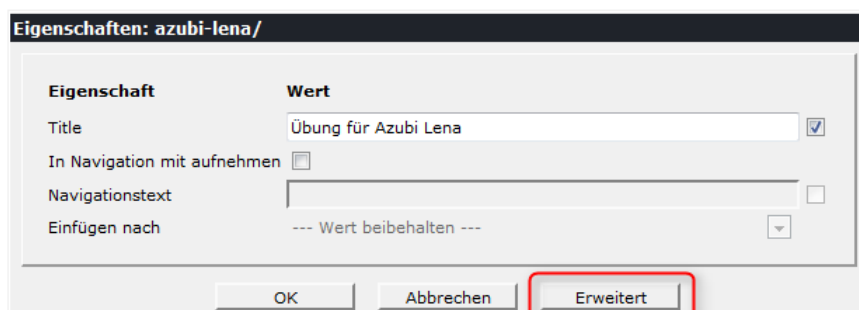 Eigenschaften: azubi-lena/
Eigenschaft Wert
Title Übung für Azubi Lena
In Navigation mit aufnehmen
Navigationstext
Einfügen nach --- Wert beibehalten ---
OK Abbrechen Erweitert